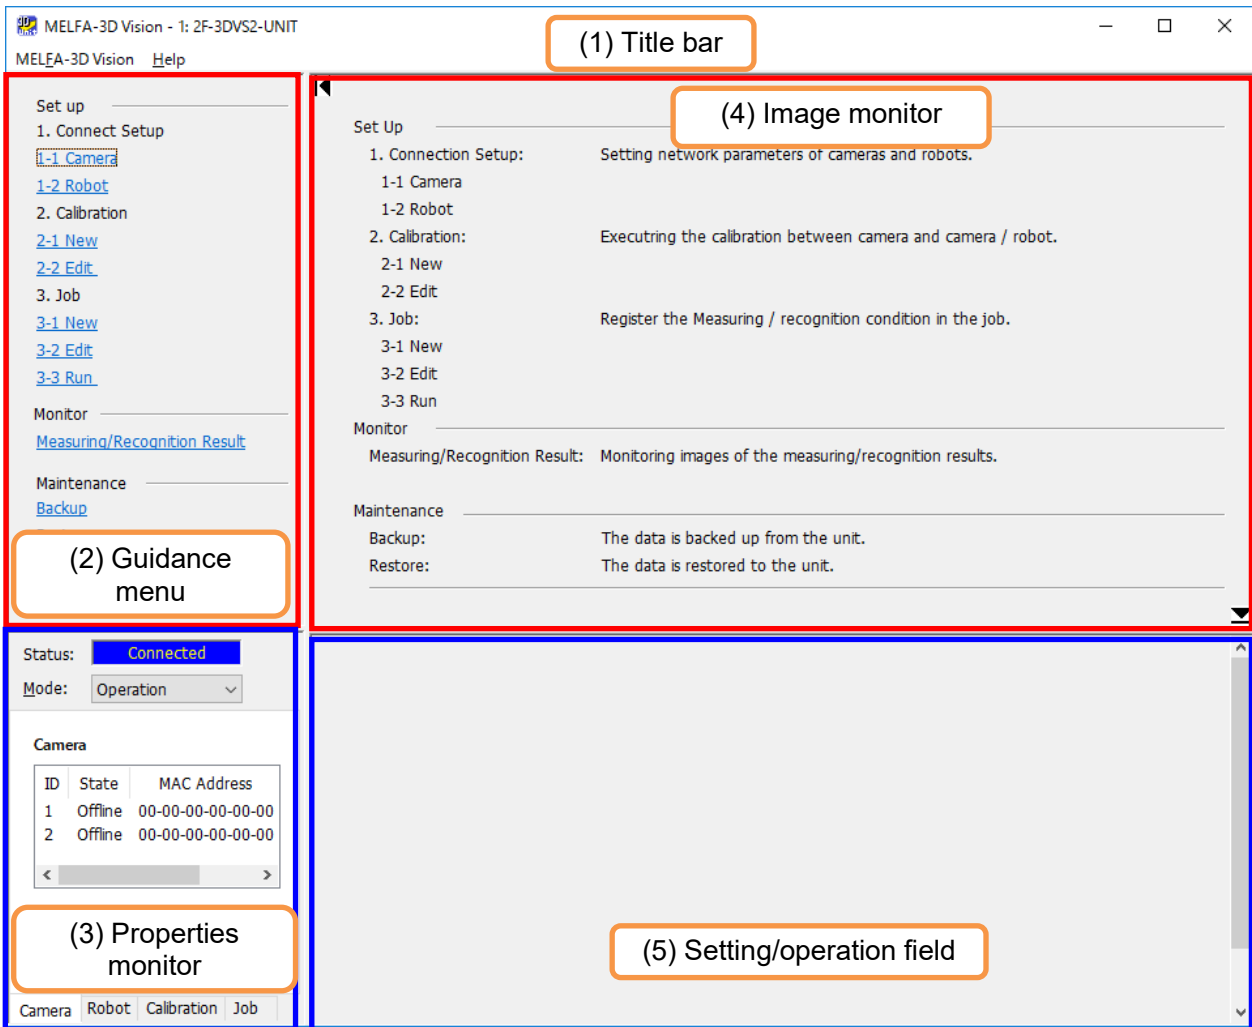 MELFA-3D Vision - 1: 2F-3DVS2-UNIT
(1) Title bar
MELFA-3D Vision Help
Set up
1. Connect Setup
1-1 Camera
1-2 Robot
2. Calibration
2-1 New
2-2 Edit
3. Job
3-1 New
3-2 Edit
3-3 Run
Monitor
Measuring/Recognition Result
Maintenance
Backup
(2) Guidance
menu
(4) Image monitor
Set Up
1. Connection Setup: Setting network parameters of cameras and robots.
1-1 Camera
1-2 Robot
2. Calibration: Executring the calibration between camera and camera / robot.
2-1 New
2-2 Edit
3. Job: Register the Measuring / recognition condition in the job.
3-1 New
3-2 Edit
3-3 Run
Monitor
Measuring/Recognition Result: Monitoring images of the measuring/recognition results.
Maintenance
Backup: The data is backed up from the unit.
Restore: The data is restored to the unit.
Status: Connected
Mode: Operation
Camera
ID State MAC Address
1 Offline 00-00-00-00-00-00
2 Offline 00-00-00-00-00-00
(3) Properties
monitor
Camera Robot Calibration Job
(5) Setting/operation field